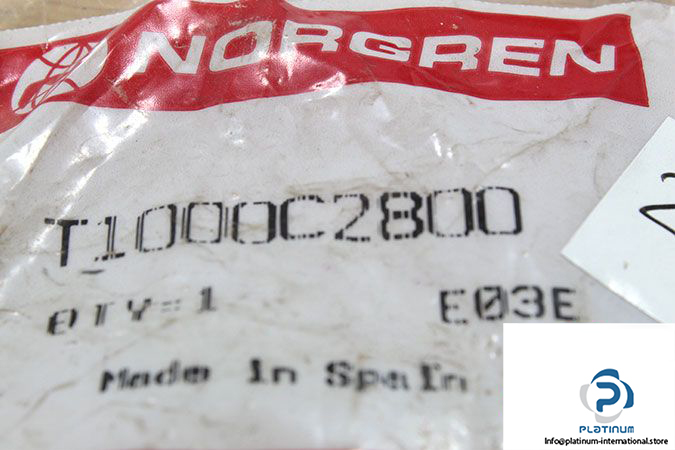 NORGREN
T1000C2800
QTY=1 E03E
Made in Spain
PLATINUM
Info@platinum-international.store